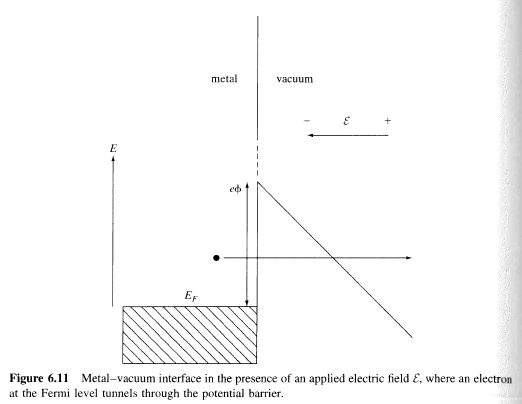 metal vacuum
− ℰ +
E
eϕ
E_F
Figure 6.11 Metal–vacuum interface in the presence of an applied electric field ℰ, where an electron
at the Fermi level tunnels through the potential barrier.